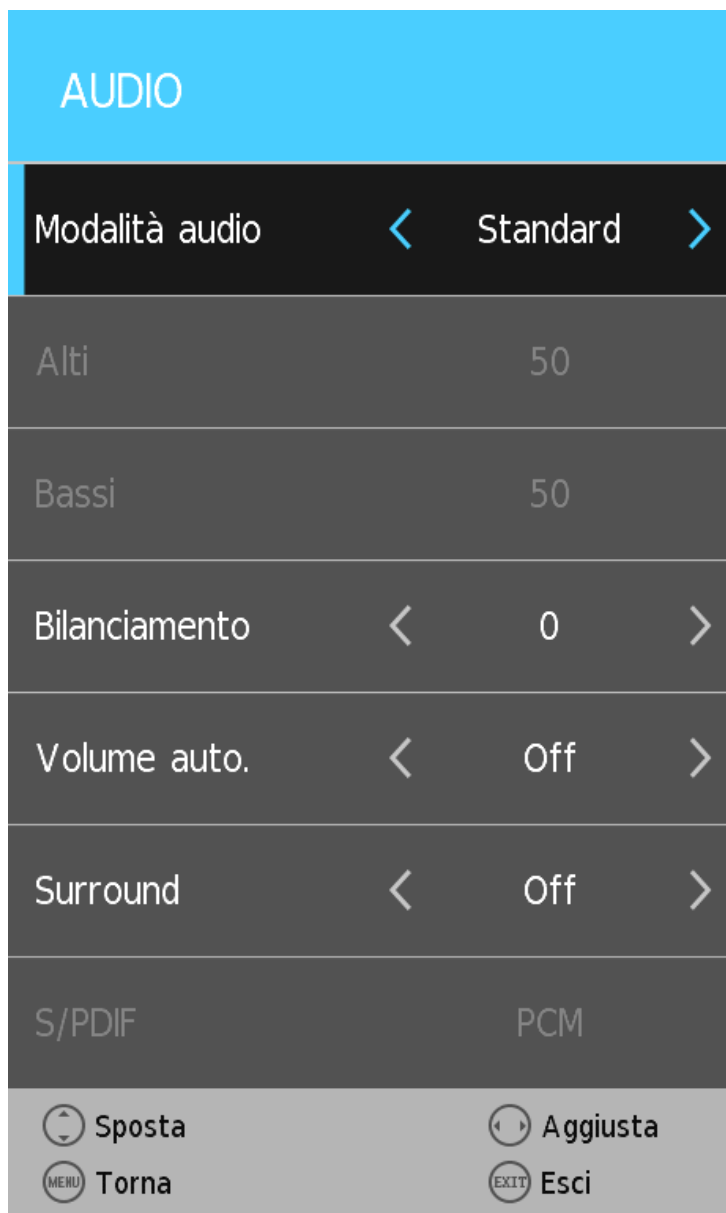 AUDIO
Modalità audio < Standard >
Alti 50
Bassi 50
Bilanciamento < 0 >
Volume auto. < Off >
Surround < Off >
S/PDIF PCM
Sposta Aggiusta
MENU Torna EXIT Esci